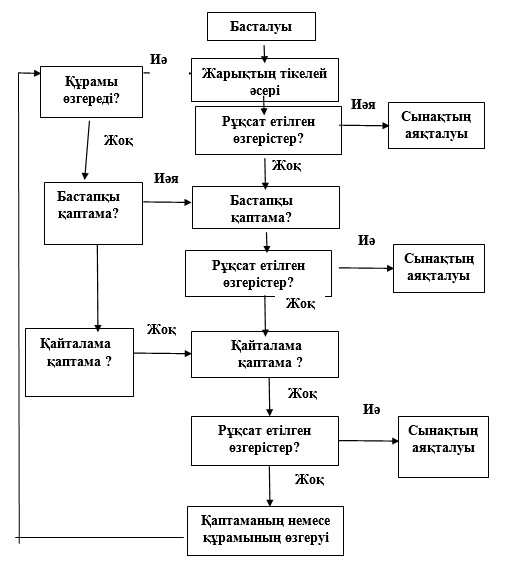 Басталуы
Иә
Құрамы
өзгереді?
Жарықтың тікелей
әсері
Рұқсат етілген
өзгерістер?
Иәя
Сынақтың
аяқталуы
Жоқ
Жоқ
Бастапқы
қаптама?
Иәя
Бастапқы
қаптама?
Рұқсат етілген
өзгерістер?
Иә
Сынақтың
аяқталуы
Жоқ
Қайталама
қаптама ?
Жоқ
Қайталама
қаптама ?
Жоқ
Рұқсат етілген
өзгерістер?
Иә
Сынақтың
аяқталуы
Жоқ
Қаптаманың немесе
құрамының өзгеруі